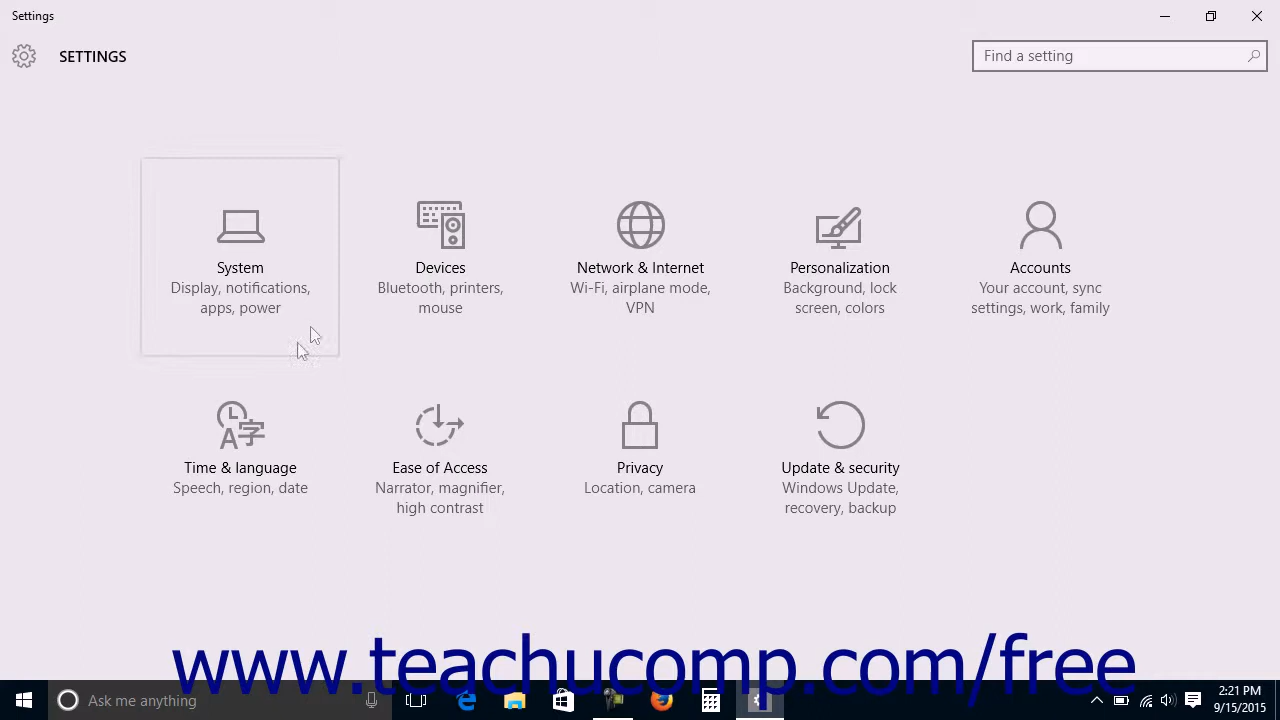 Settings
SETTINGS
Find a setting
System
Display, notifications,
apps, power
Devices
Bluetooth, printers,
mouse
Network & Internet
Wi-Fi, airplane mode,
VPN
Personalization
Background, lock
screen, colors
Accounts
Your account, sync
settings, work, family
A字
Time & language
Speech, region, date
Ease of Access
Narrator, magnifier,
high contrast
Privacy
Location, camera
Update & security
Windows Update,
recovery, backup
www.teachucomp.com/free
Ask me anything
2:21 PM
9/15/2015